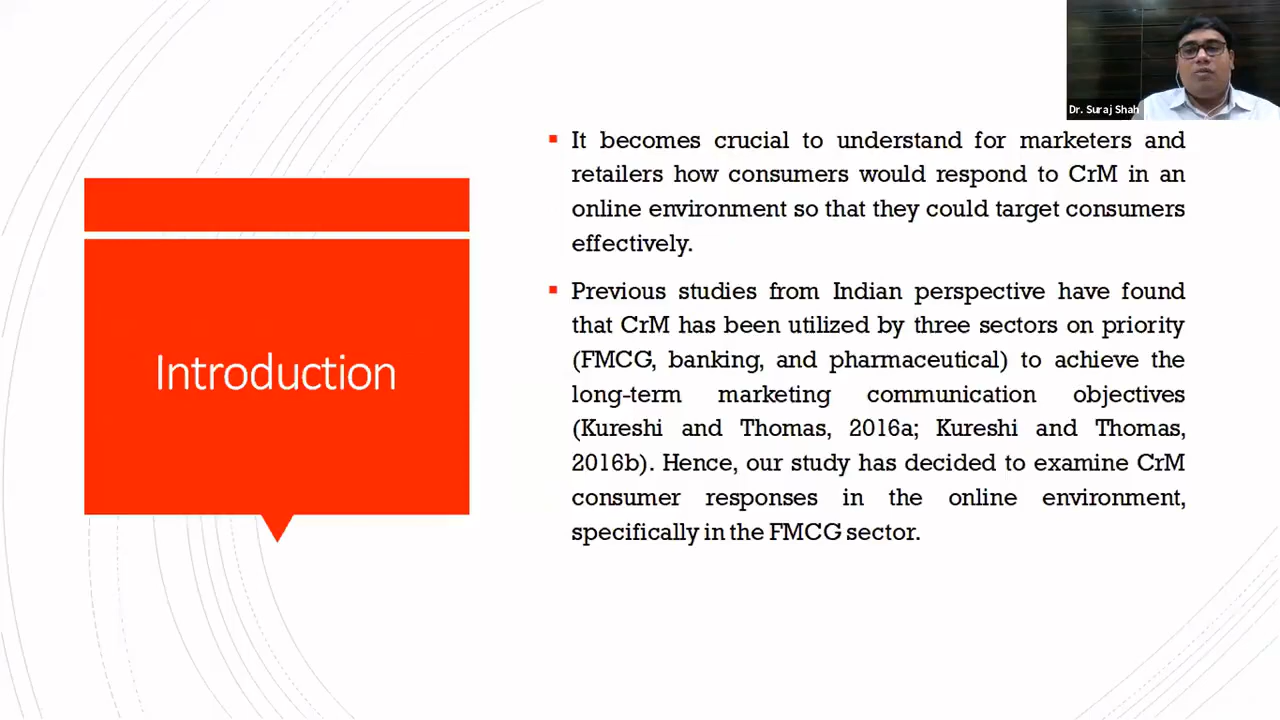 Dr. Suraj Shah
Introduction
It becomes crucial to understand for marketers and
retailers how consumers would respond to CrM in an
online environment so that they could target consumers
effectively.
Previous studies from Indian perspective have found
that CrM has been utilized by three sectors on priority
(FMCG, banking, and pharmaceutical) to achieve the
long-term marketing communication objectives
(Kureshi and Thomas, 2016a; Kureshi and Thomas,
2016b). Hence, our study has decided to examine CrM
consumer responses in the online environment,
specifically in the FMCG sector.